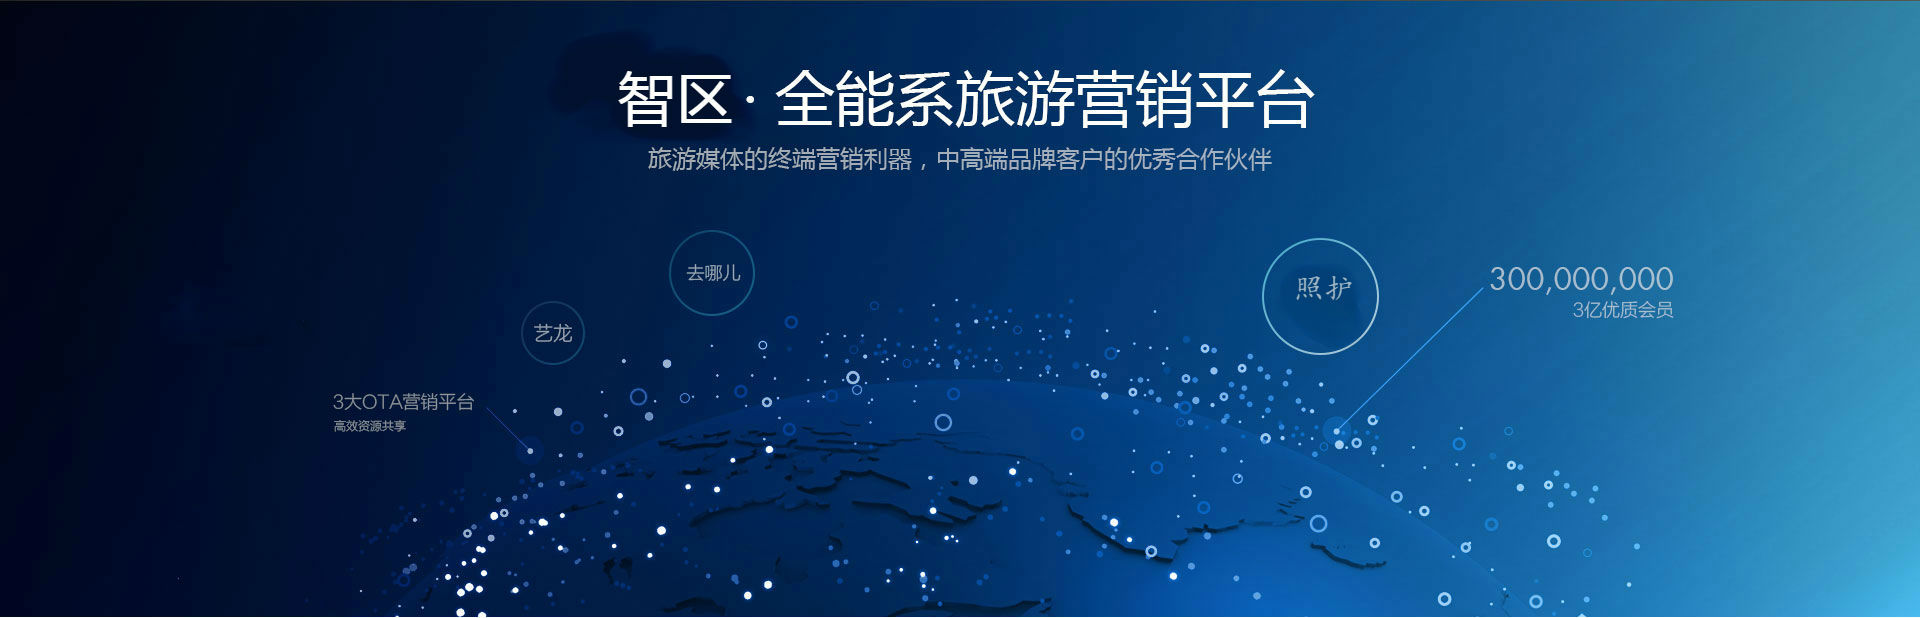 智区·全能系旅游营销平台
旅游媒体的终端营销利器，中高端品牌客户的优秀合作伙伴
去哪儿
照护
300,000,000
3亿优质会员
艺龙
3大OTA营销平台
高效资源共享